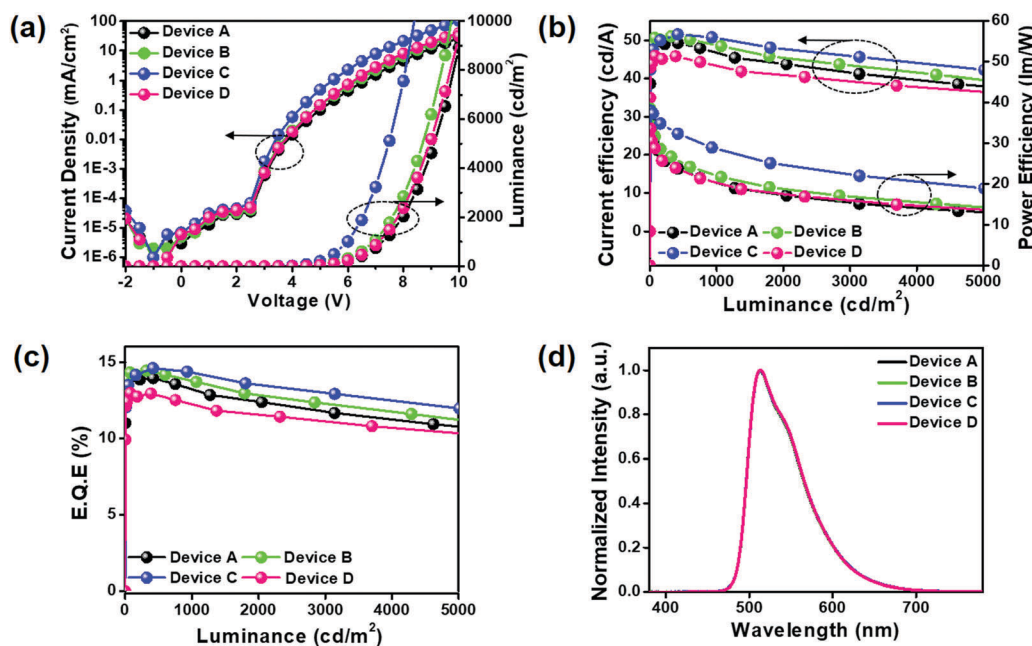 (a)
Current Density (mA/cm²)
100
10
1
0.1
0.01
1E-3
1E-4
1E-5
1E-6
Device A
Device B
Device C
Device D
10000
8000
6000
4000
2000
0
Luminance (cd/m²)
-2 0 2 4 6 8 10
Voltage (V)
(b)
Current efficiency (cd/A)
50
40
30
20
10
0
60
50
40
30
20
10
0
Power Efficiency (lm/W)
Device A Device B
Device C Device D
0 1000 2000 3000 4000 5000
Luminance (cd/m²)
(c)
E.Q.E (%)
15
10
5
0
Device A Device B
Device C Device D
0 1000 2000 3000 4000 5000
Luminance (cd/m²)
(d)
Normalized Intensity (a.u.)
1.0
0.8
0.6
0.4
0.2
0.0
Device A
Device B
Device C
Device D
400 500 600 700
Wavelength (nm)